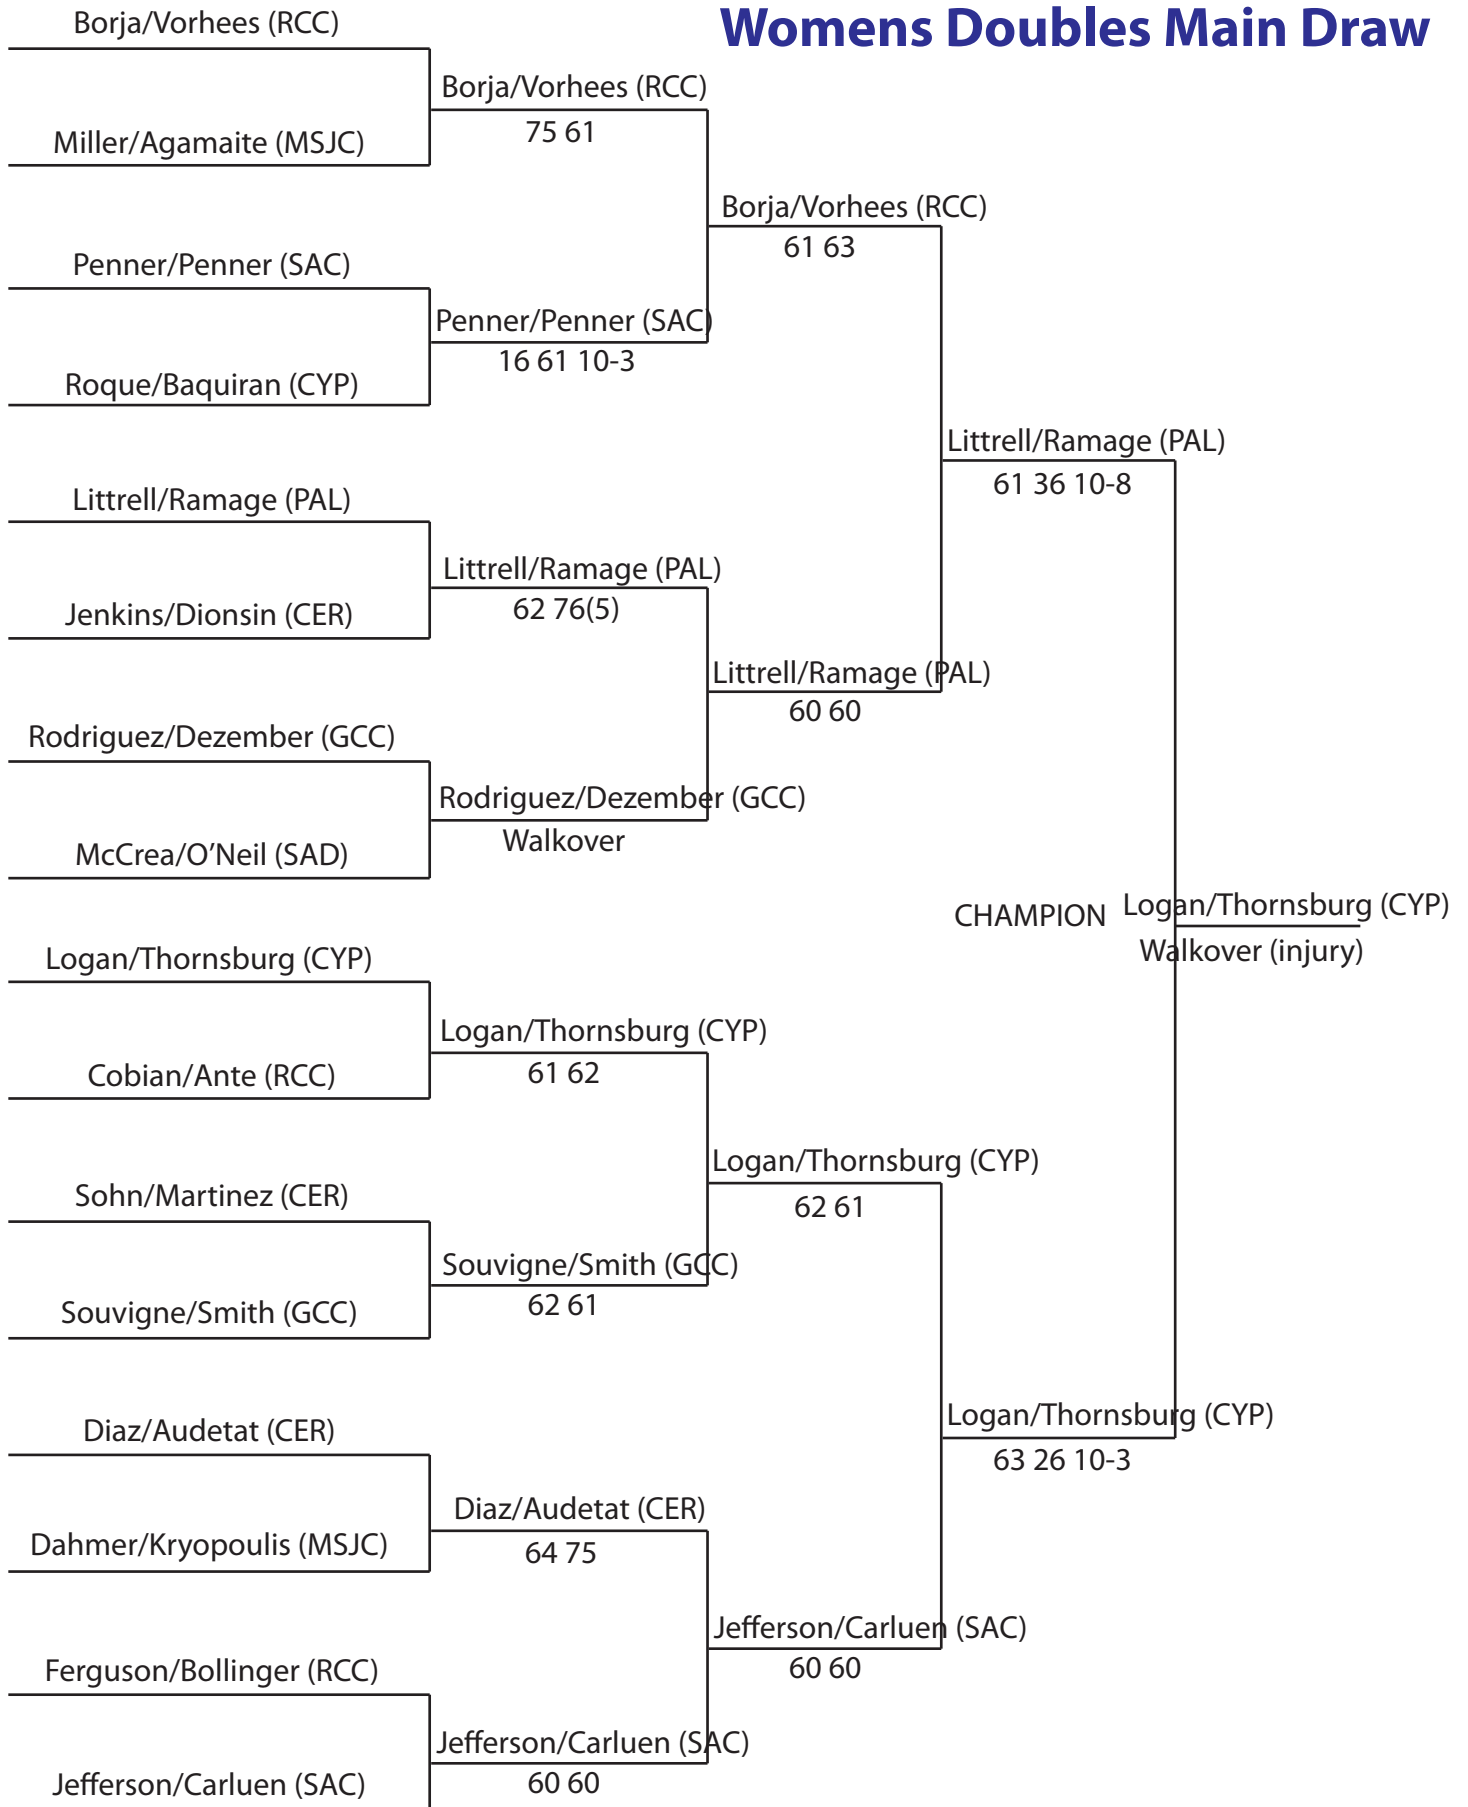 Womens Doubles Main Draw
Borja/Vorhees (RCC)
Miller/Agamaite (MSJC)
Penner/Penner (SAC)
Roque/Baquiran (CYP)
Littrell/Ramage (PAL)
Jenkins/Dionsin (CER)
Rodriguez/Dezember (GCC)
McCrea/O’Neil (SAD)
Logan/Thornsburg (CYP)
Cobian/Ante (RCC)
Sohn/Martinez (CER)
Souvigne/Smith (GCC)
Diaz/Audetat (CER)
Dahmer/Kryopoulis (MSJC)
Ferguson/Bollinger (RCC)
Jefferson/Carluen (SAC)
Borja/Vorhees (RCC)
75 61
Penner/Penner (SAC)
16 61 10-3
Littrell/Ramage (PAL)
62 76(5)
Rodriguez/Dezember (GCC)
Walkover
Logan/Thornsburg (CYP)
61 62
Souvigne/Smith (GCC)
62 61
Diaz/Audetat (CER)
64 75
Jefferson/Carluen (SAC)
60 60
Borja/Vorhees (RCC)
61 63
Littrell/Ramage (PAL)
60 60
Logan/Thornsburg (CYP)
62 61
Jefferson/Carluen (SAC)
60 60
Littrell/Ramage (PAL)
61 36 10-8
Logan/Thornsburg (CYP)
63 26 10-3
CHAMPION Logan/Thornsburg (CYP)
Walkover (injury)